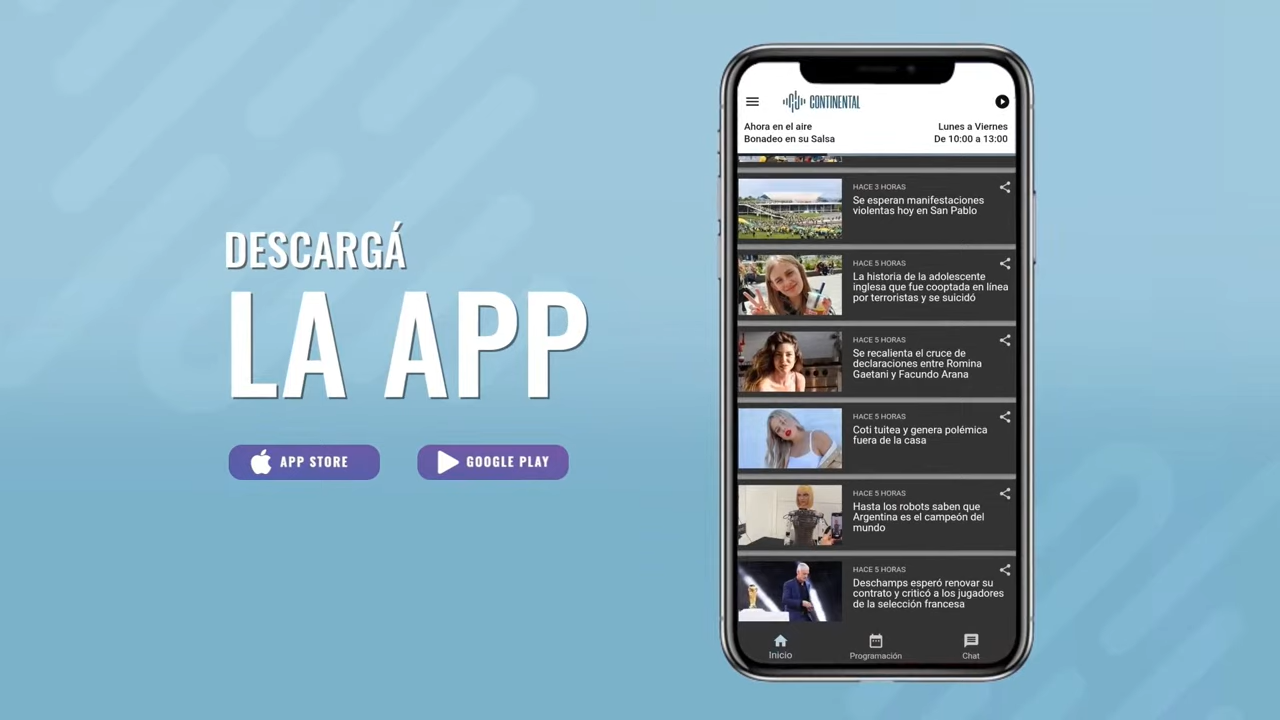 DESCARGÁ
LA APP
APP STORE
GOOGLE PLAY
CONTINENTAL
Ahora en el aire
Bonadeo en su Salsa
Lunes a Viernes
De 10:00 a 13:00
HACE 3 HORAS
Se esperan manifestaciones
violentas hoy en San Pablo
HACE 5 HORAS
La historia de la adolescente
inglesa que fue cooptada en línea
por terroristas y se suicidó
HACE 5 HORAS
Se recalienta el cruce de
declaraciones entre Romina
Gaetani y Facundo Arana
HACE 5 HORAS
Coti tuitea y genera polémica
fuera de la casa
HACE 5 HORAS
Hasta los robots saben que
Argentina es el campeón del
mundo
HACE 5 HORAS
Deschamps esperó renovar su
contrato y criticó a los jugadores
de la selección francesa
Inicio
Programación
Chat